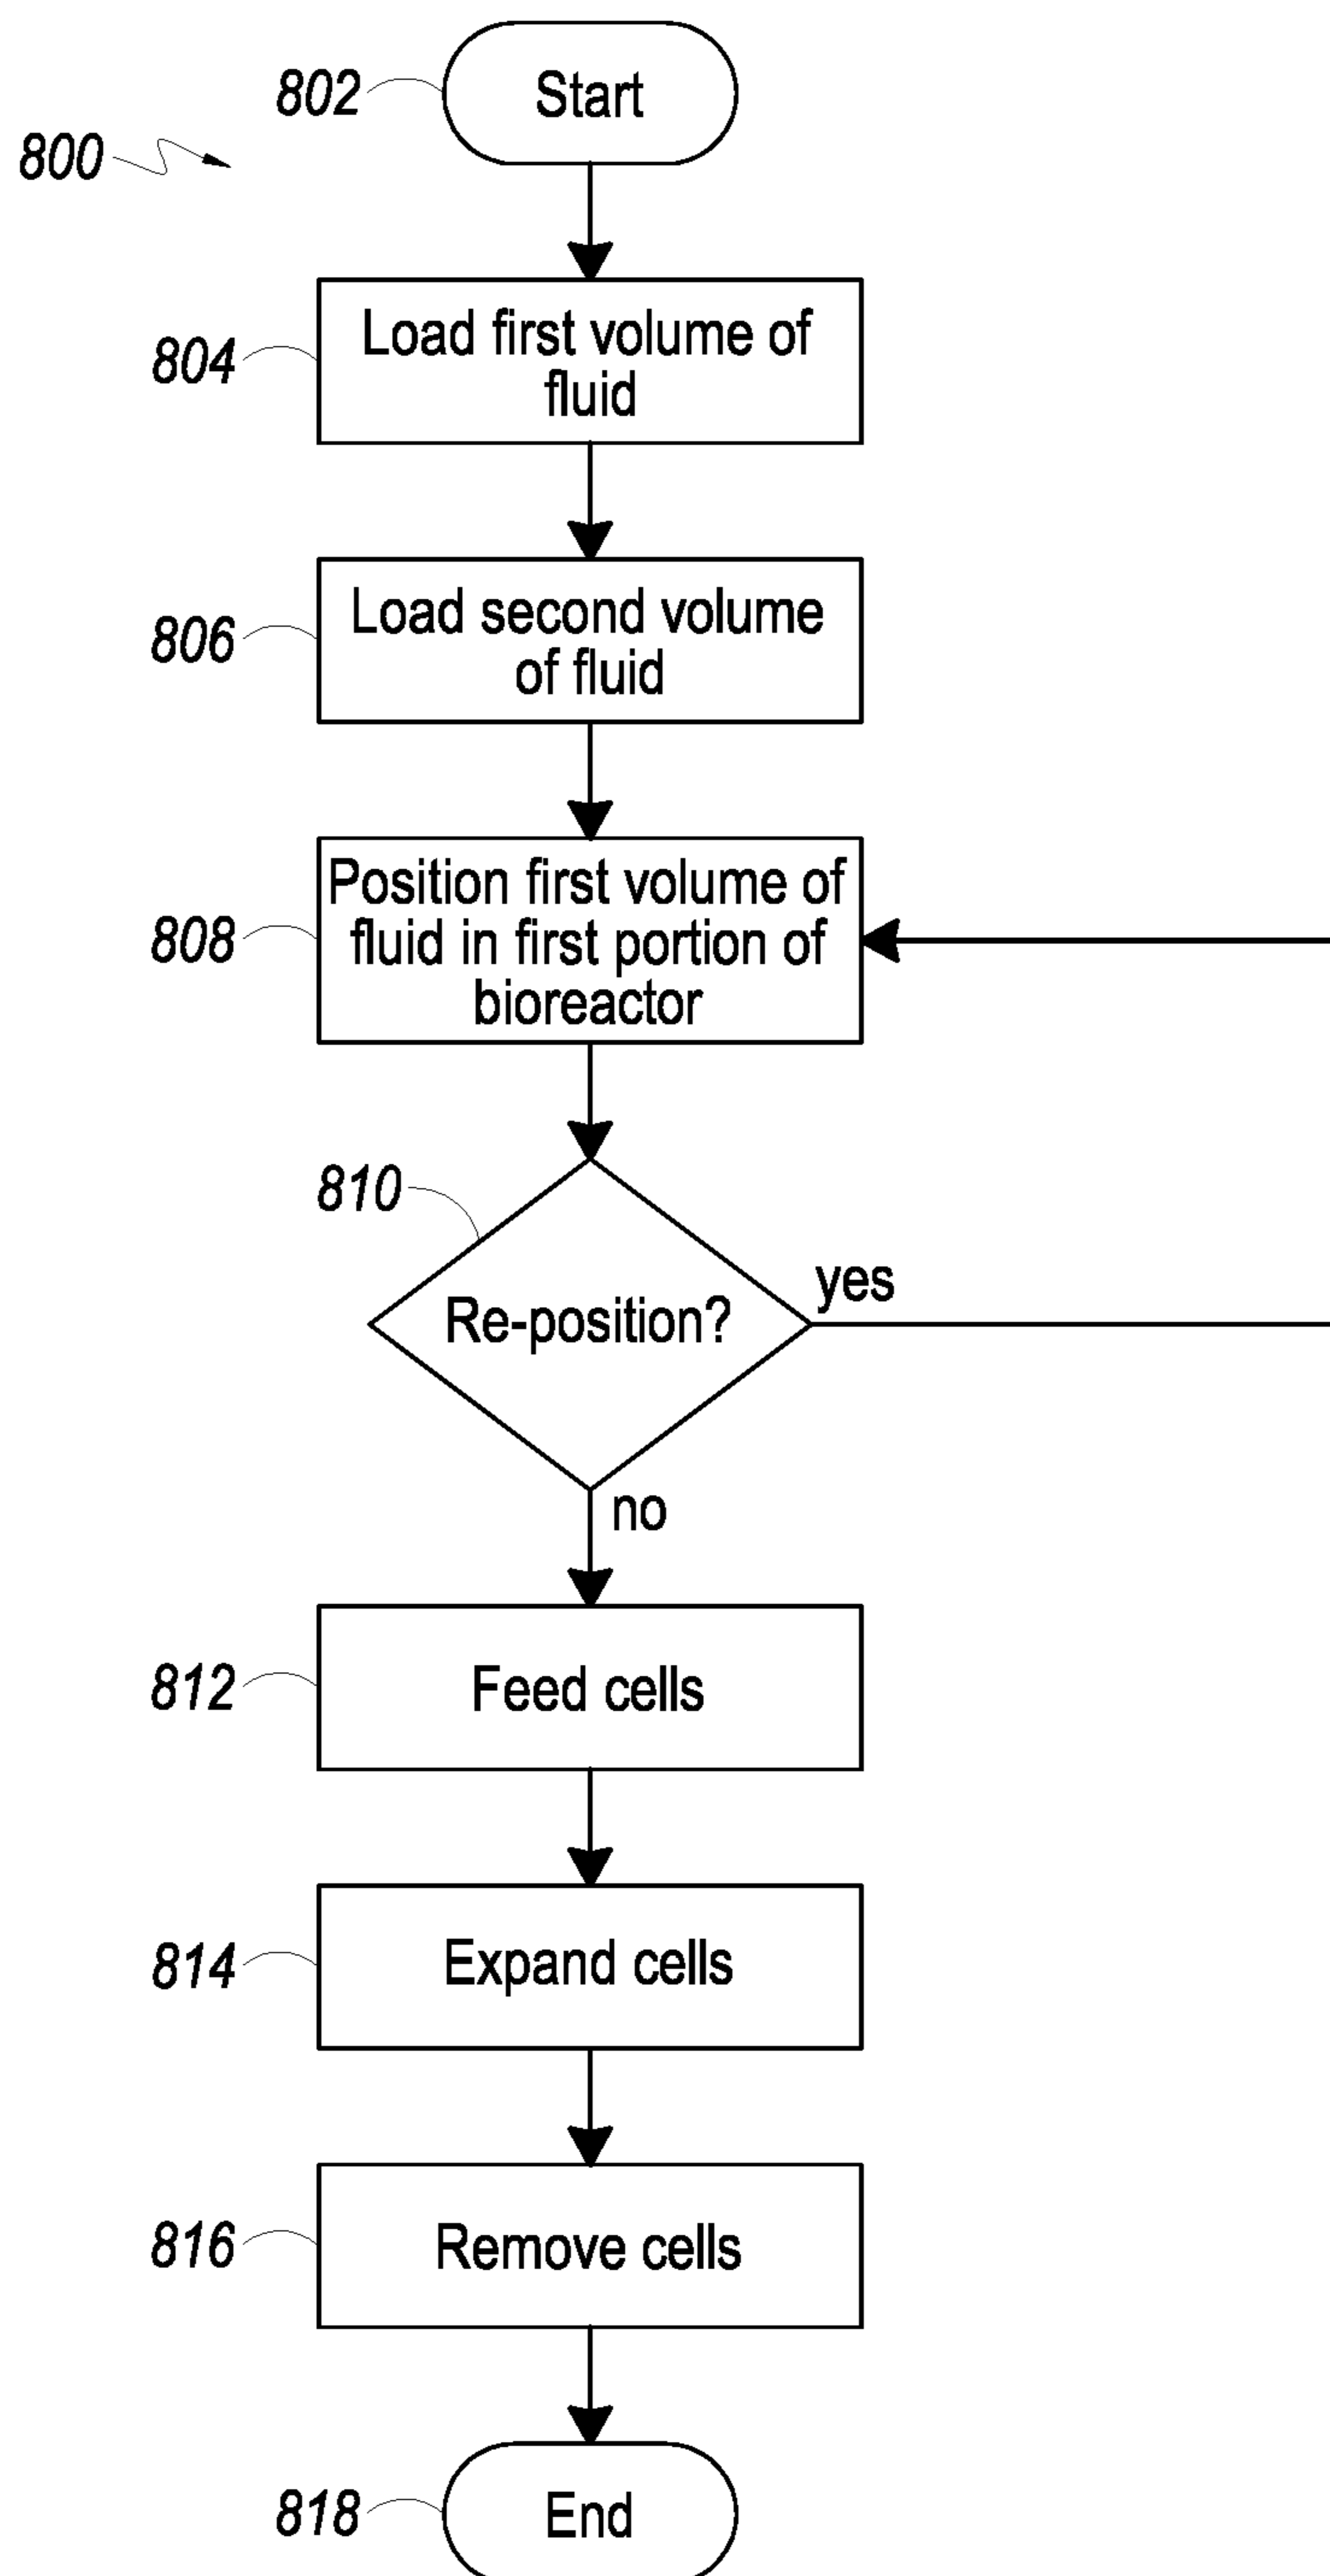 802
Start
800
804
Load first volume of
fluid
806
Load second volume
of fluid
808
Position first volume of
fluid in first portion of
bioreactor
810
Re-position?
yes
no
812
Feed cells
814
Expand cells
816
Remove cells
818
End